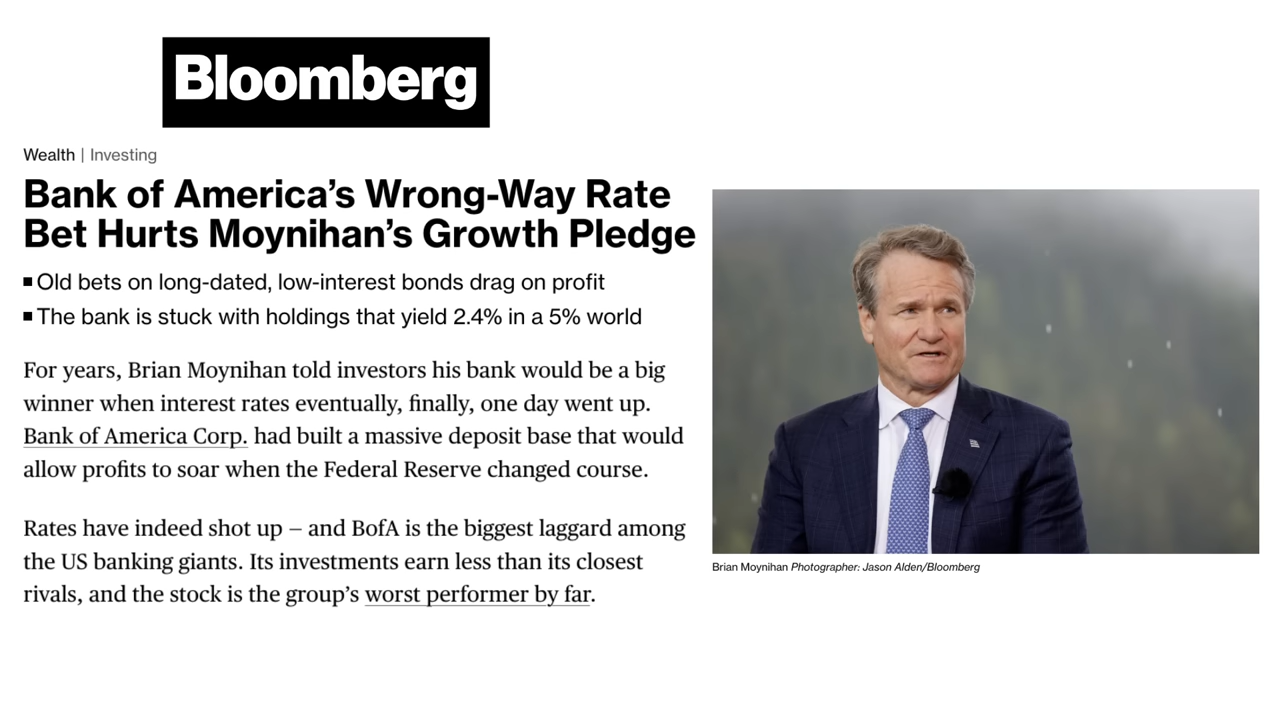 Bloomberg
Wealth | Investing
Bank of America’s Wrong-Way Rate
Bet Hurts Moynihan’s Growth Pledge
▪ Old bets on long-dated, low-interest bonds drag on profit
▪ The bank is stuck with holdings that yield 2.4% in a 5% world
For years, Brian Moynihan told investors his bank would be a big
winner when interest rates eventually, finally, one day went up.
Bank of America Corp. had built a massive deposit base that would
allow profits to soar when the Federal Reserve changed course.
Rates have indeed shot up – and BofA is the biggest laggard among
the US banking giants. Its investments earn less than its closest
rivals, and the stock is the group’s worst performer by far.
Brian Moynihan Photographer: Jason Alden/Bloomberg